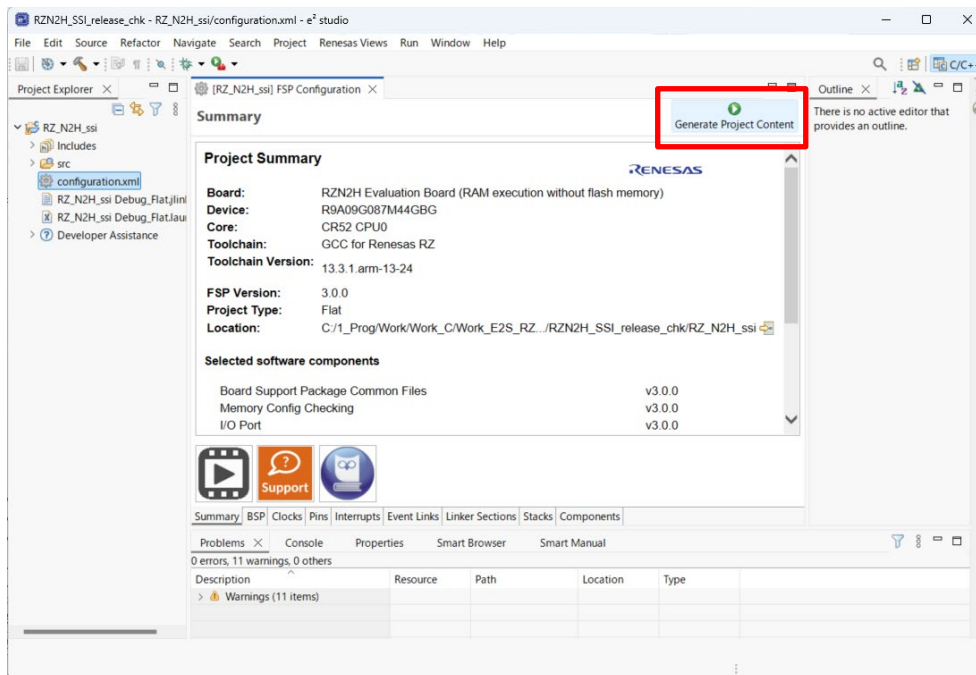 RZN2H_SSI_release_chk - RZ_N2H_ssi/configuration.xml - e² studio
File Edit Source Refactor Navigate Search Project Renesas Views Run Window Help
C/C+
Project Explorer
[RZ_N2H_ssi] FSP Configuration
Outline
RZ_N2H_ssi
Includes
src
configuration.xml
RZ_N2H_ssi Debug_Flat.jlin
RZ_N2H_ssi Debug_Flat.lau
Developer Assistance
Summary
Generate Project Content
There is no active editor that
provides an outline.
Project Summary
RENESAS
Board: RZN2H Evaluation Board (RAM execution without flash memory)
Device: R9A09G087M44GBG
Core: CR52 CPU0
Toolchain: GCC for Renesas RZ
Toolchain Version: 13.3.1.arm-13-24
FSP Version: 3.0.0
Project Type: Flat
Location: C:/1_Prog/Work/Work_C/Work_E2S_RZ.../RZN2H_SSI_release_chk/RZ_N2H_ssi
Selected software components
Board Support Package Common Files v3.0.0
Memory Config Checking v3.0.0
I/O Port v3.0.0
Support
Summary BSP Clocks Pins Interrupts Event Links Linker Sections Stacks Components
Problems Console Properties Smart Browser Smart Manual
0 errors, 11 warnings, 0 others
Description Resource Path Location Type
Warnings (11 items)